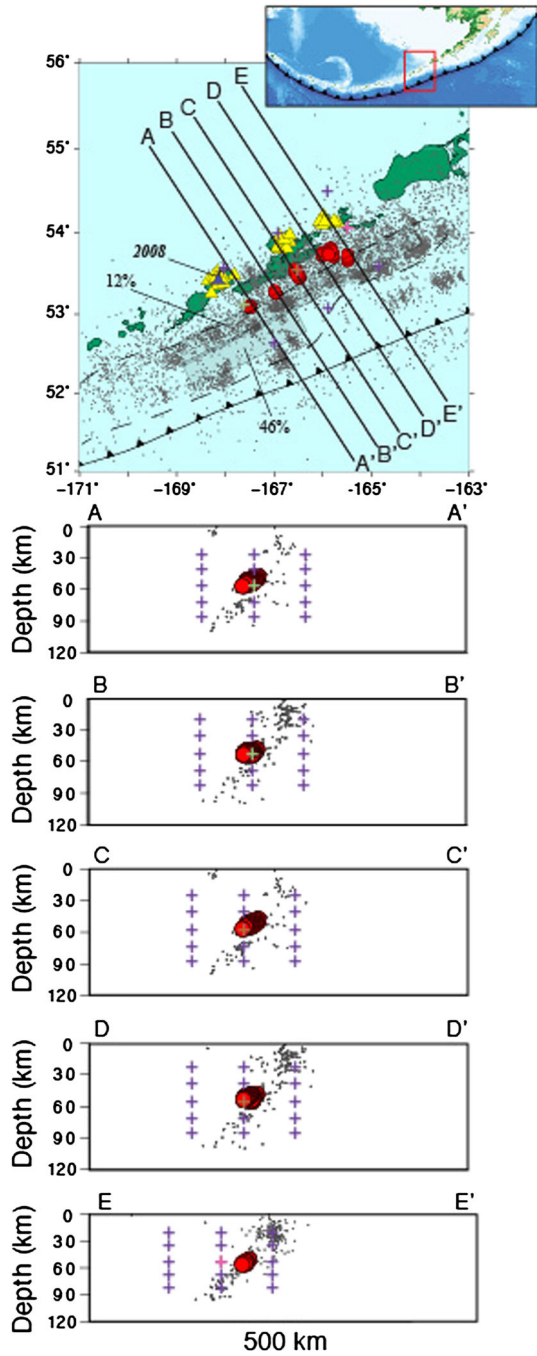 56°
55°
54°
53°
52°
51°
A
B
C
D
E
2008
12%
46%
A'
B'
C'
D'
E'
-171 -169 -167 -165 -163°
A A'
Depth (km)
0
30
60
90
120
B B'
Depth (km)
0
30
60
90
120
C C'
Depth (km)
0
30
60
90
120
D D'
Depth (km)
0
30
60
90
120
E E'
Depth (km)
0
30
60
90
120
500 km